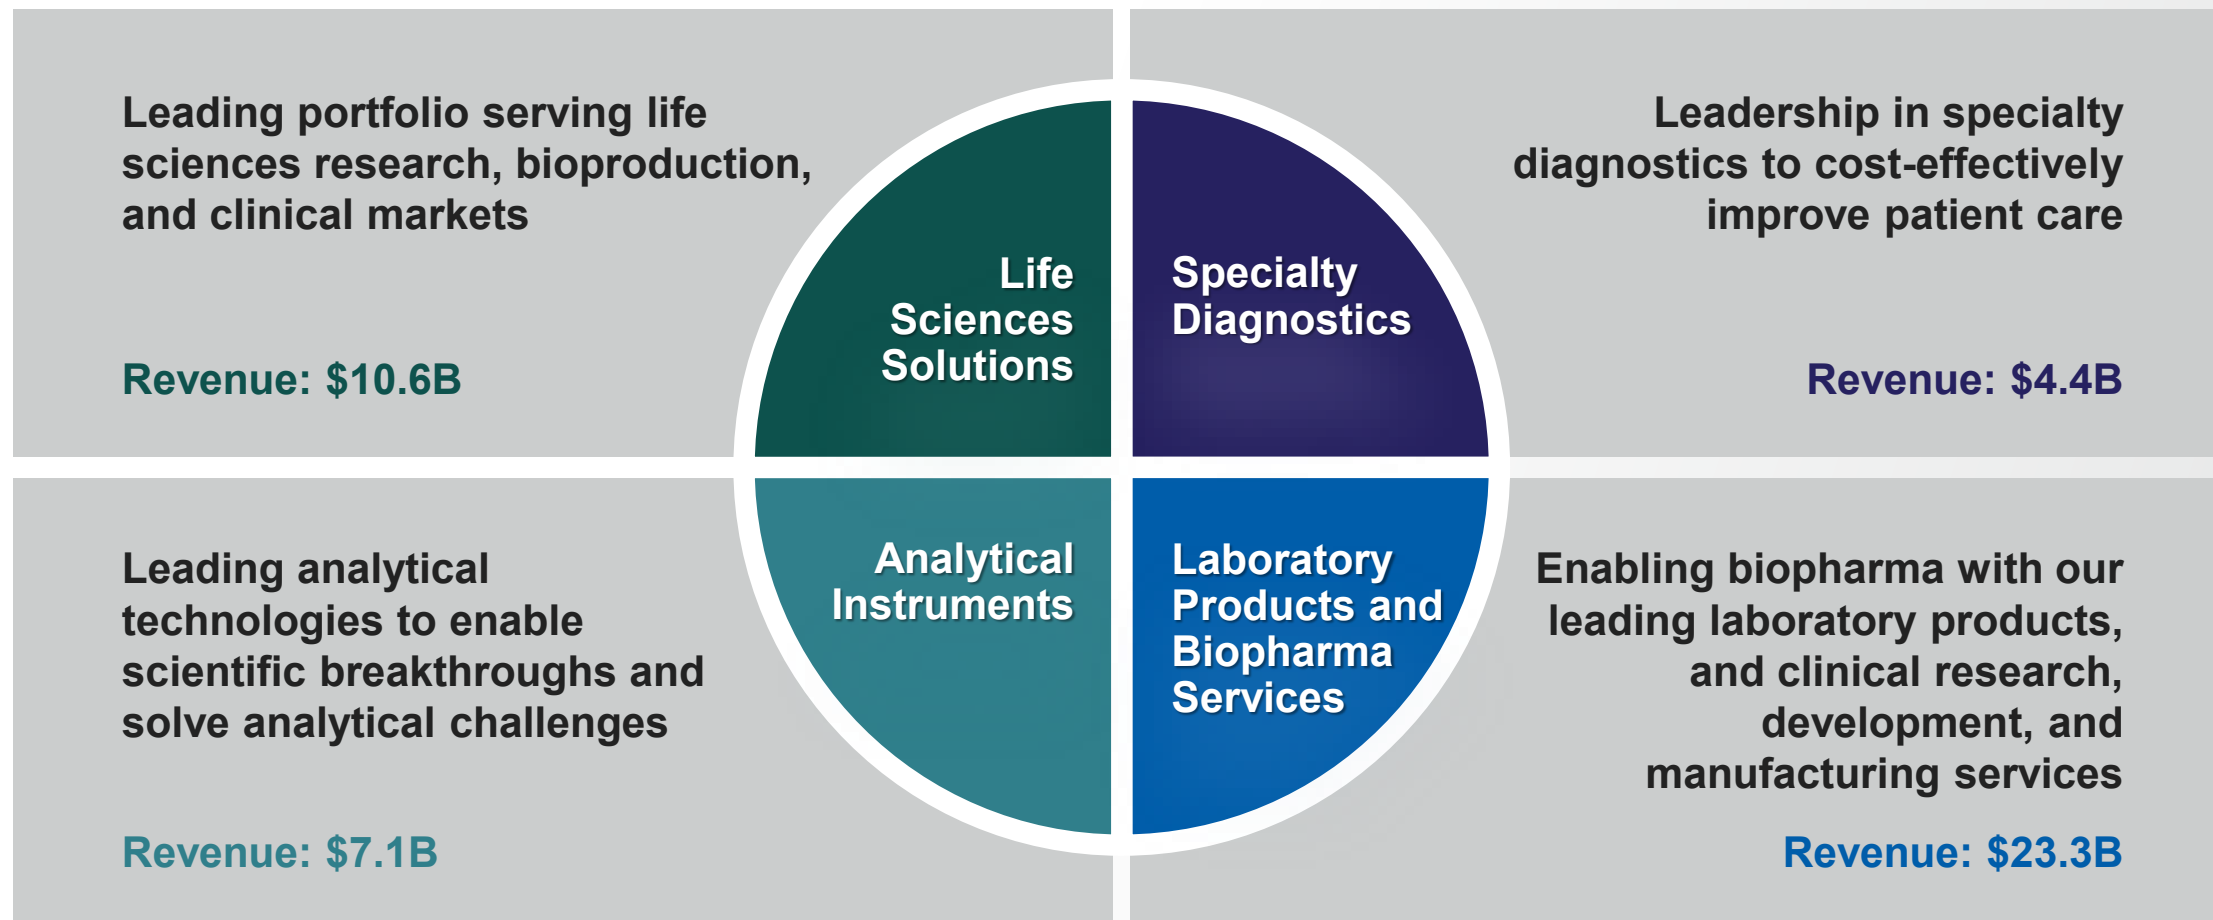 Leading portfolio serving life
sciences research, bioproduction,
and clinical markets
Revenue: $10.6B
Life
Sciences
Solutions
Specialty
Diagnostics
Leadership in specialty
diagnostics to cost-effectively
improve patient care
Revenue: $4.4B
Leading analytical
technologies to enable
scientific breakthroughs and
solve analytical challenges
Revenue: $7.1B
Analytical
Instruments
Laboratory
Products and
Biopharma
Services
Enabling biopharma with our
leading laboratory products,
and clinical research,
development, and
manufacturing services
Revenue: $23.3B